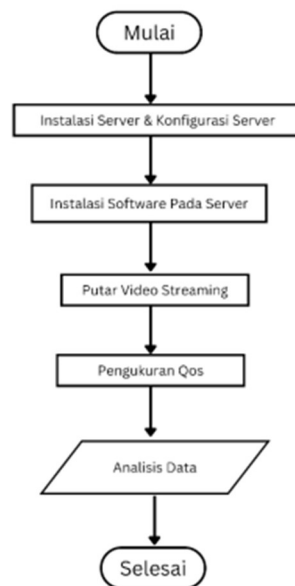 Mulai
Instalasi Server & Konfigurasi Server
Instalasi Software Pada Server
Putar Video Streaming
Pengukuran Qos
Analisis Data
Selesai